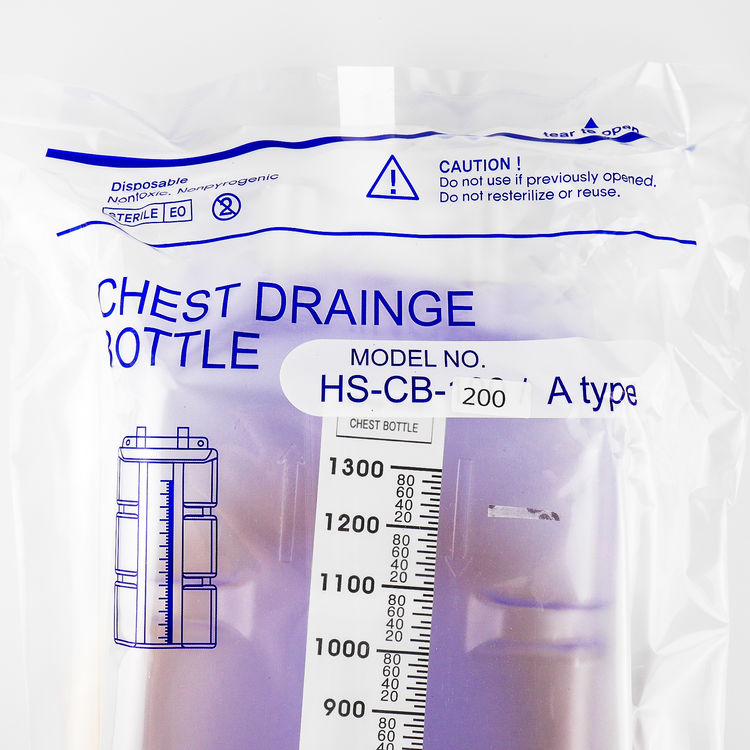 tear to open
Disposable
Nontoxic. Nonpyrogenic
STERILE EO
2
CAUTION !
Do not use if previously opened.
Do not resterilize or reuse.
CHEST DRAINGE
BOTTLE
MODEL NO.
HS-CB- 200 A type
CHEST BOTTLE
1300
80
60
40
20
1200
80
60
40
20
1100
80
60
40
20
1000
80
60
40
20
900
80
60
40